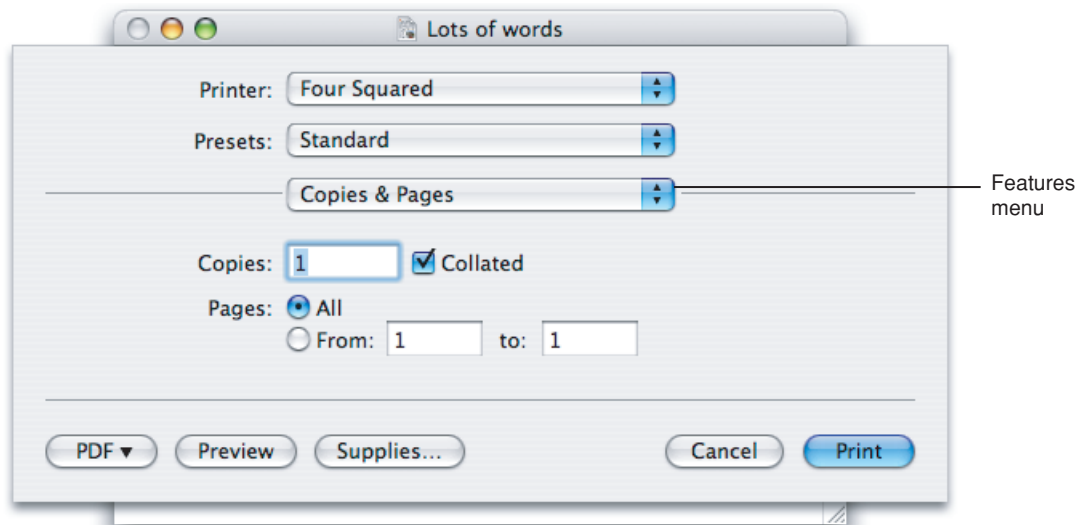 Lots of words
Printer: Four Squared
Presets: Standard
Copies & Pages
Features
menu
Copies: 1 Collated
Pages: All
From: 1 to: 1
PDF▼ Preview Supplies... Cancel Print